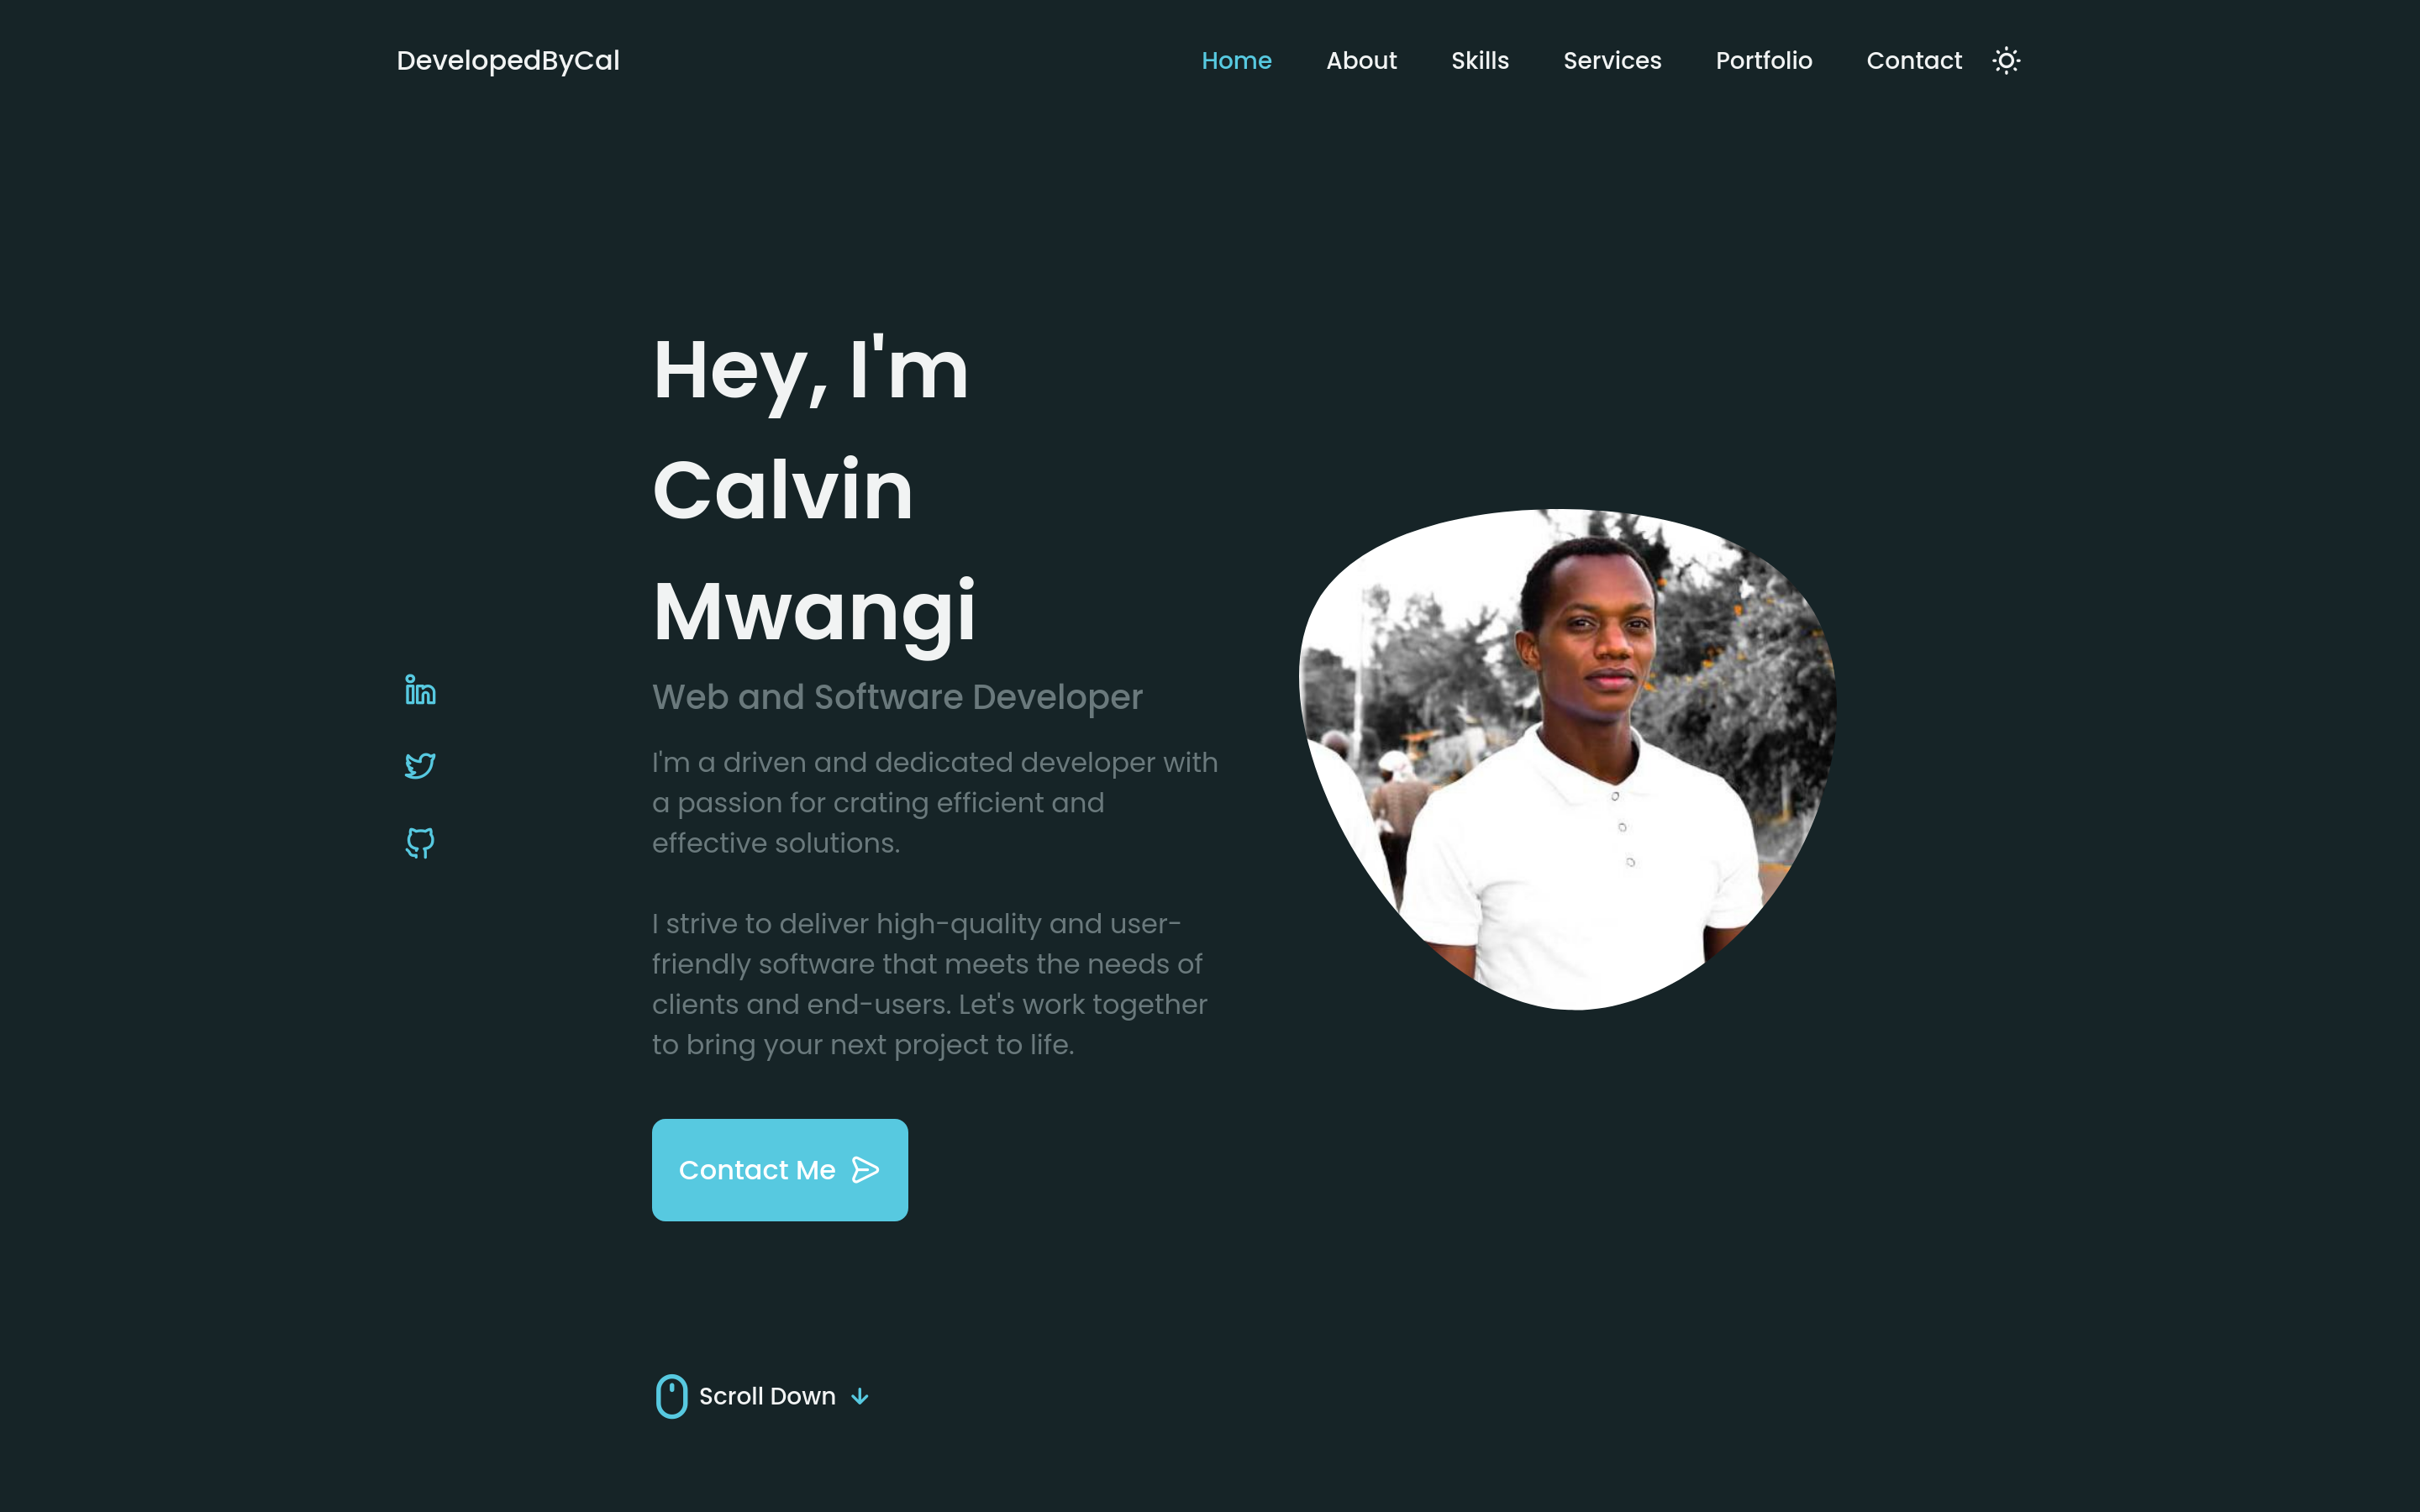 DevelopedByCal
Home
About
Skills
Services
Portfolio
Contact
Hey, I'm
Calvin
Mwangi
Web and Software Developer
I'm a driven and dedicated developer with
a passion for crating efficient and
effective solutions.
I strive to deliver high-quality and user-
friendly software that meets the needs of
clients and end-users. Let's work together
to bring your next project to life.
Contact Me
Scroll Down